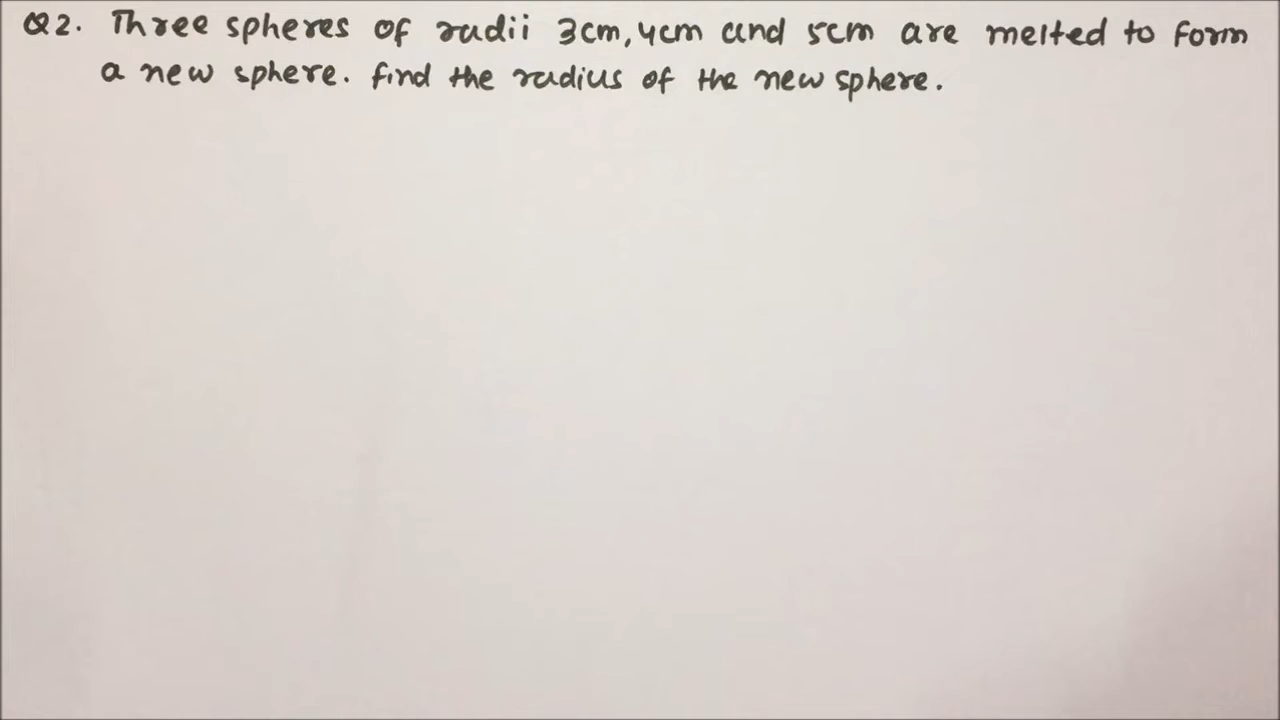 Q2. Three spheres of radii 3cm, 4cm and 5cm are melted to form
a new sphere. find the radius of the new sphere.